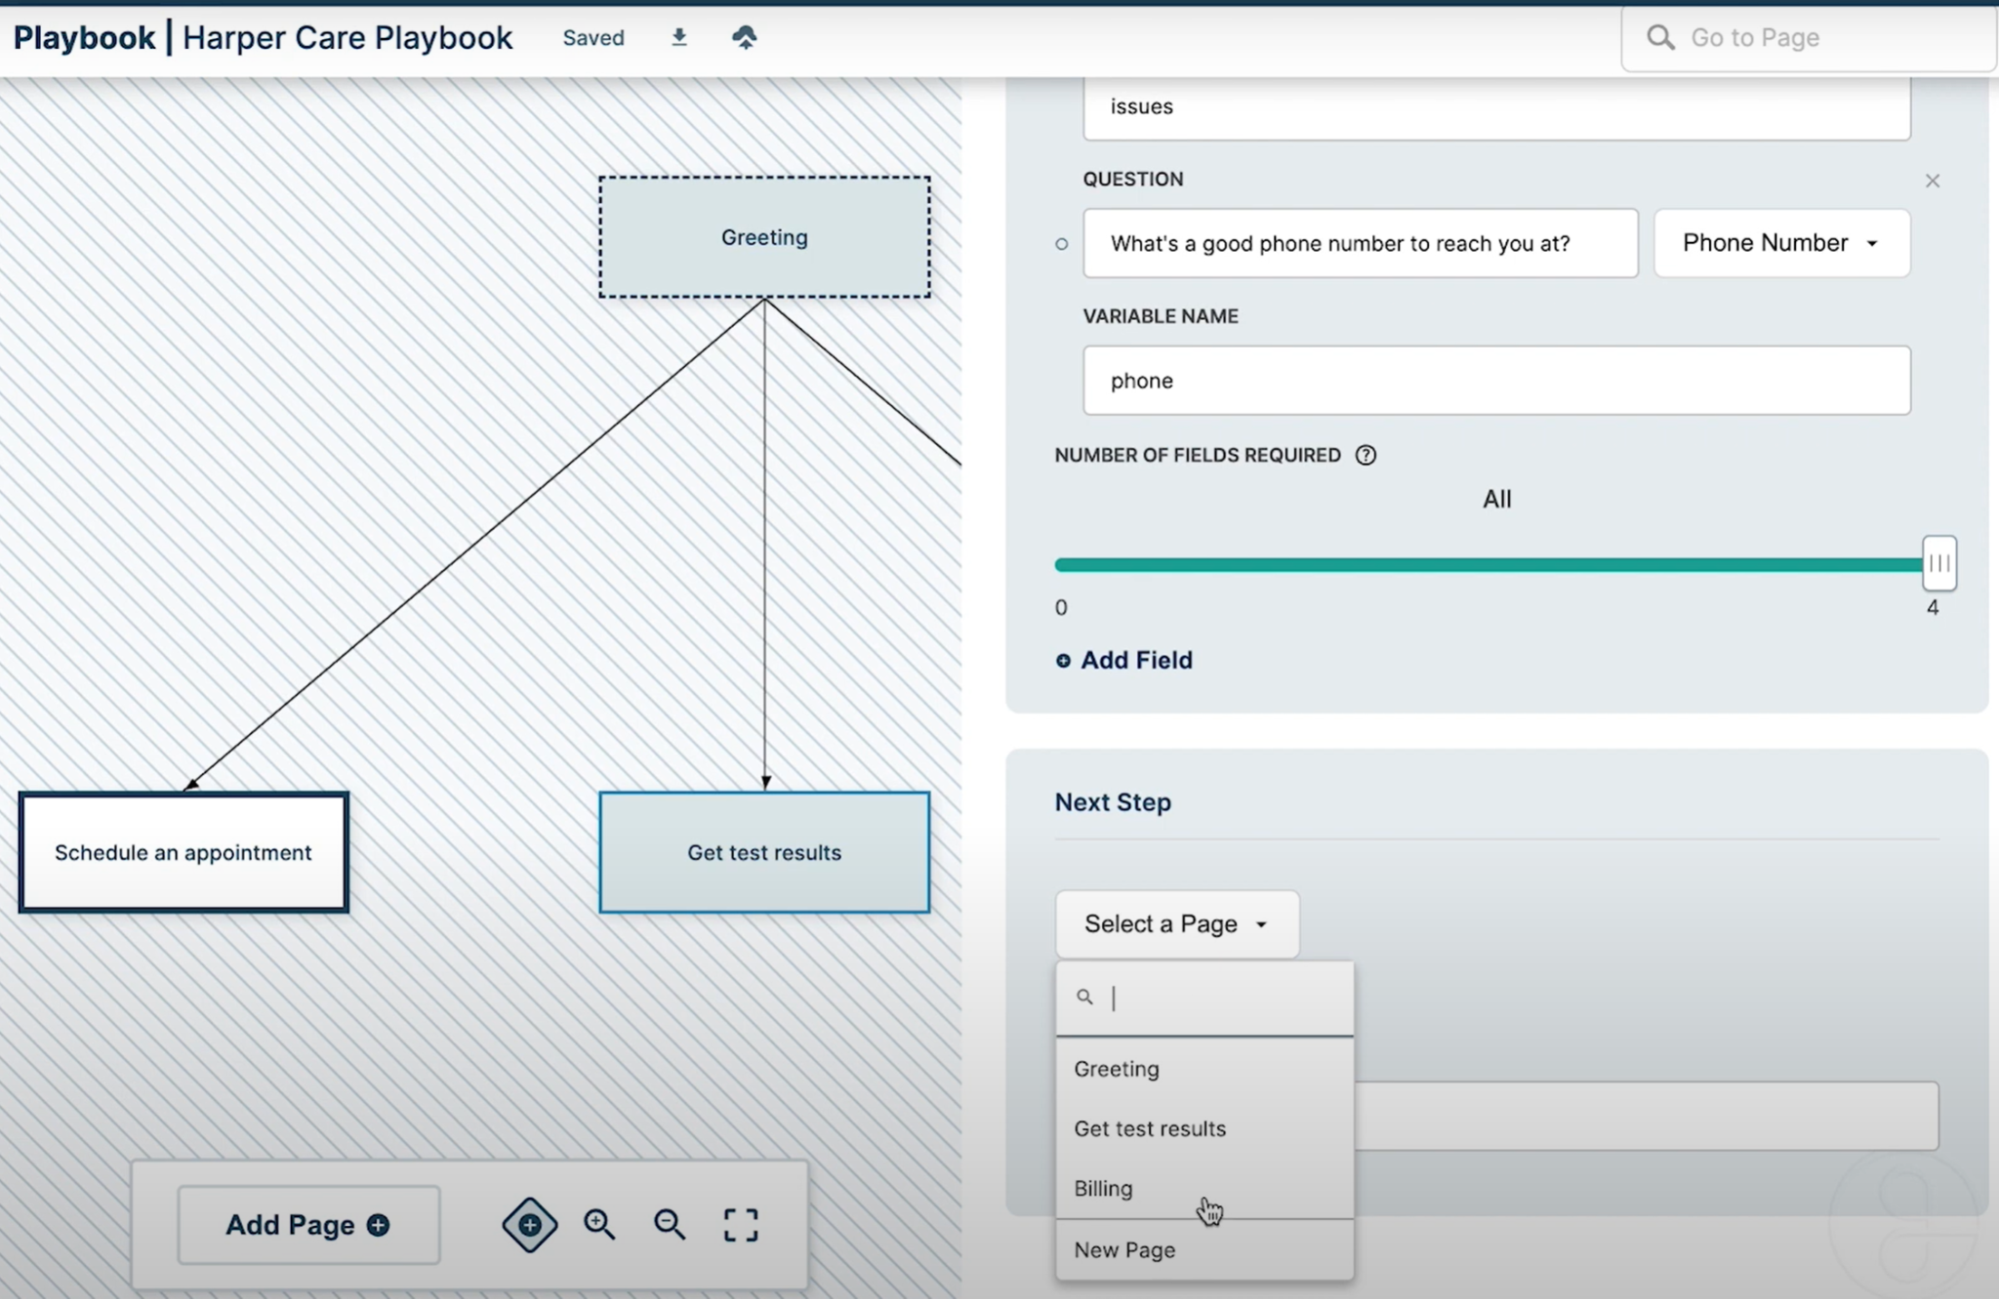 Playbook | Harper Care Playbook
Saved
Go to Page
Greeting
Schedule an appointment
Get test results
Add Page
issues
QUESTION
What's a good phone number to reach you at?
Phone Number
VARIABLE NAME
phone
NUMBER OF FIELDS REQUIRED
All
0
4
Add Field
Next Step
Select a Page
Greeting
Get test results
Billing
New Page